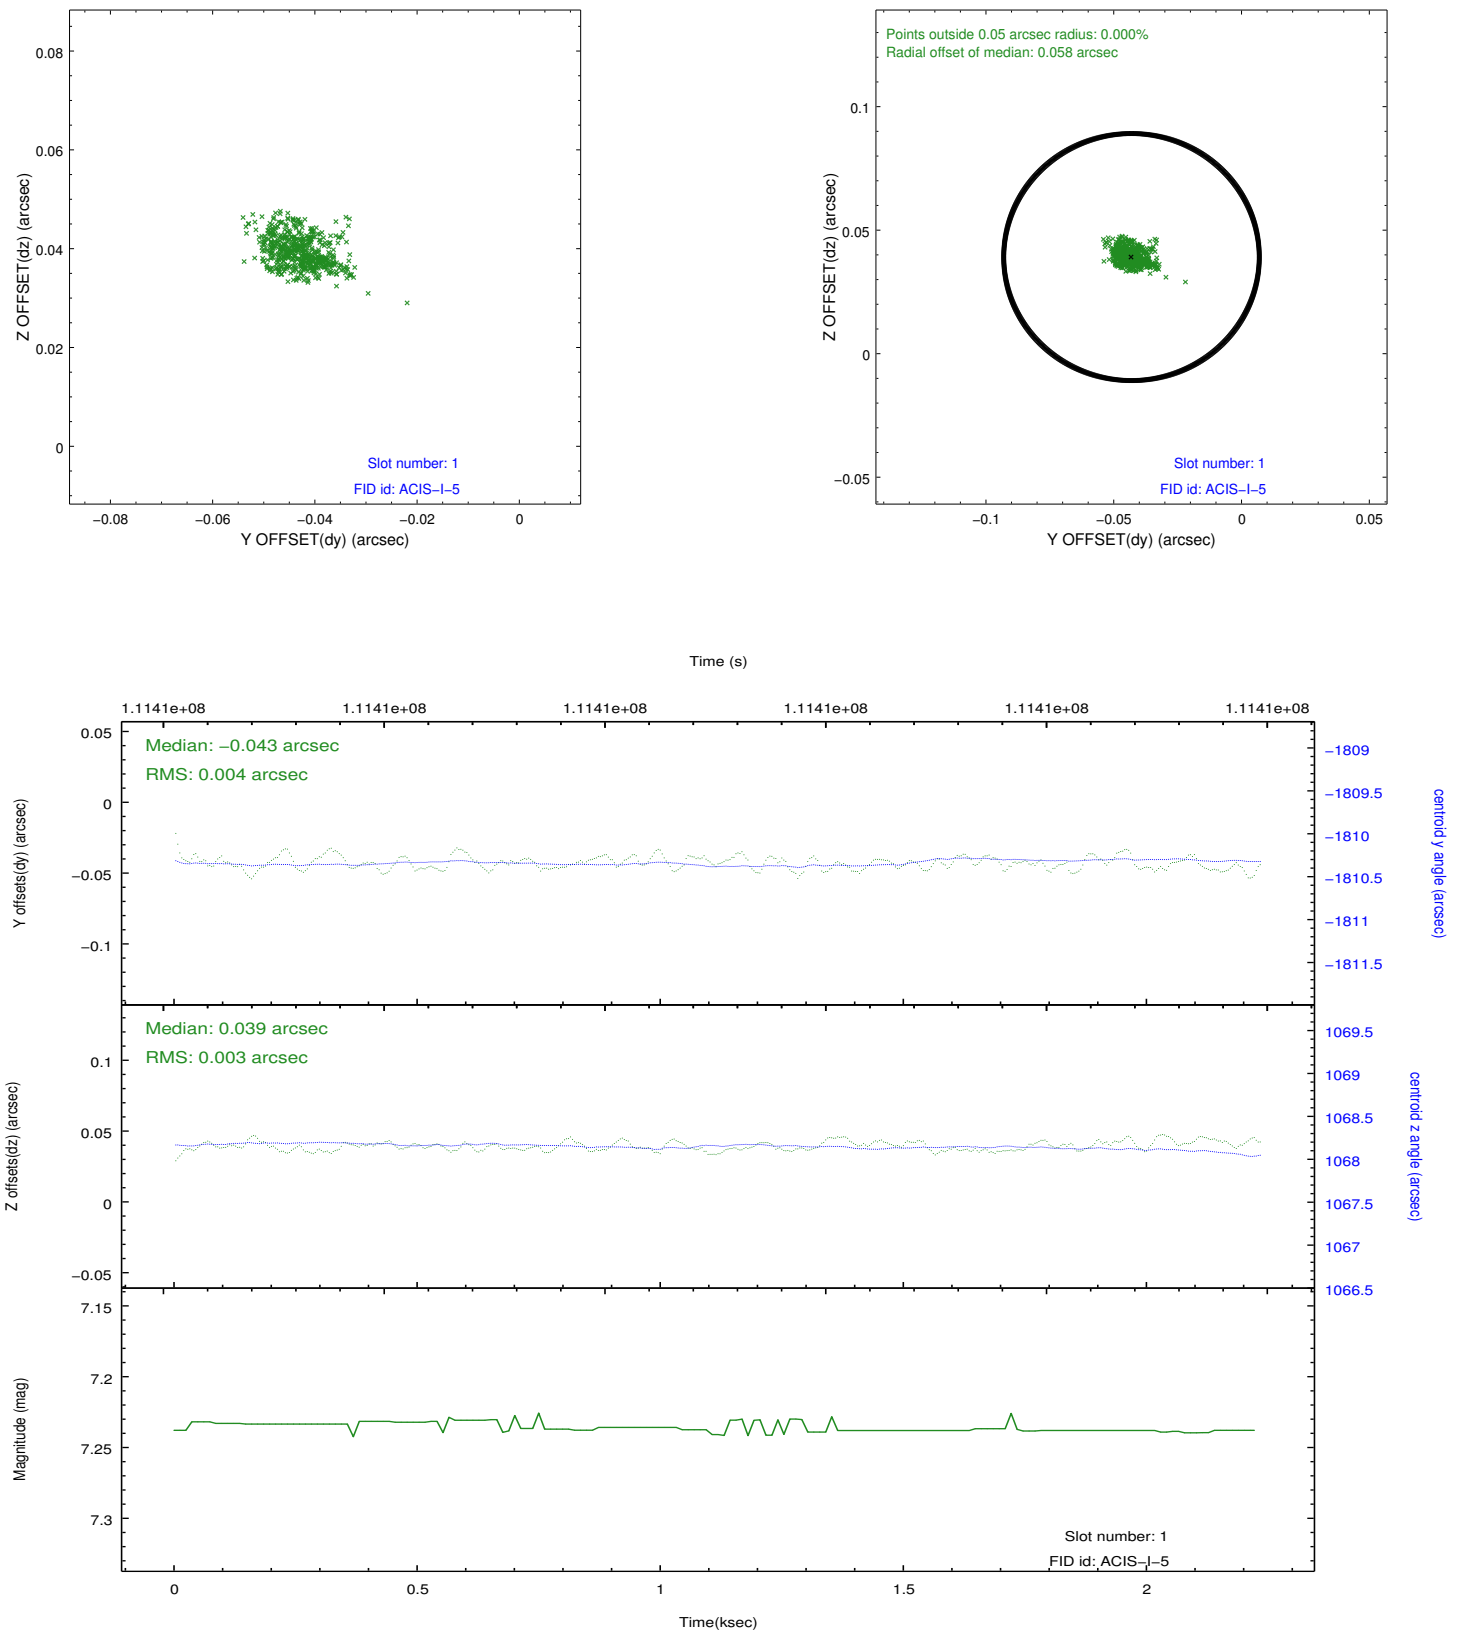 0.08
0.06
0.04
0.02
0
Z OFFSET(dz) (arcsec)
Slot number: 1
FID id: ACIS−I−5
−0.08 −0.06 −0.04 −0.02 0
Y OFFSET(dy) (arcsec)
Points outside 0.05 arcsec radius: 0.000%
Radial offset of median: 0.058 arcsec
0.1
0.05
0
−0.05
Z OFFSET(dz) (arcsec)
Slot number: 1
FID id: ACIS−I−5
−0.1 −0.05 0 0.05
Y OFFSET(dy) (arcsec)
Time (s)
1.1141e+08 1.1141e+08 1.1141e+08 1.1141e+08 1.1141e+08 1.1141e+08
Median: −0.043 arcsec
RMS: 0.004 arcsec
0.05
0
−0.05
−0.1
Y offsets(dy) (arcsec)
−1809
−1809.5
−1810
−1810.5
−1811
−1811.5
centroid y angle (arcsec)
Median: 0.039 arcsec
RMS: 0.003 arcsec
0.1
0.05
0
−0.05
Z offsets(dz) (arcsec)
1069.5
1069
1068.5
1068
1067.5
1067
1066.5
centroid z angle (arcsec)
7.15
7.2
7.25
7.3
Magnitude (mag)
Slot number: 1
FID id: ACIS−I−5
0 0.5 1 1.5 2
Time(ksec)